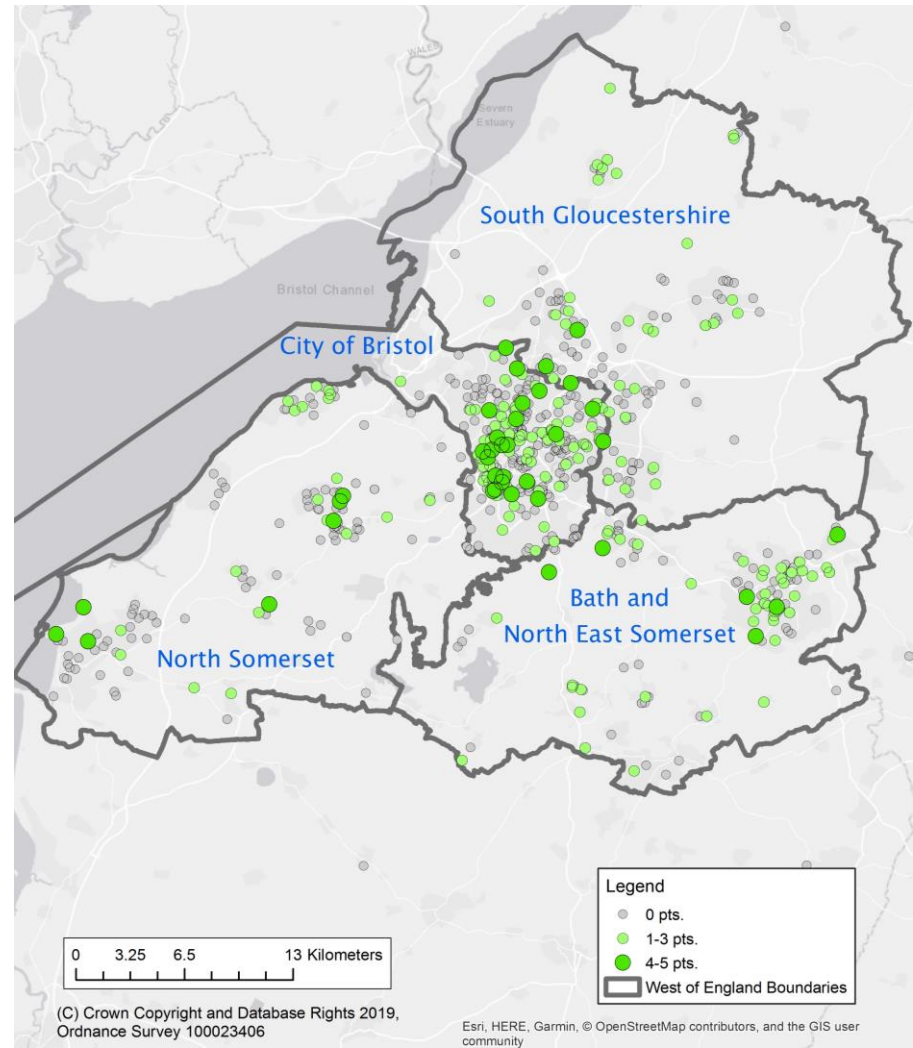 WALES
Severn
Estuary
South Gloucestershire
Bristol Channel
City of Bristol
Bath and
North East Somerset
North Somerset
Legend
0 pts.
1-3 pts.
4-5 pts.
West of England Boundaries
0 3.25 6.5 13 Kilometers
(C) Crown Copyright and Database Rights 2019,
Ordnance Survey 100023406
Esri, HERE, Garmin, © OpenStreetMap contributors, and the GIS user
community